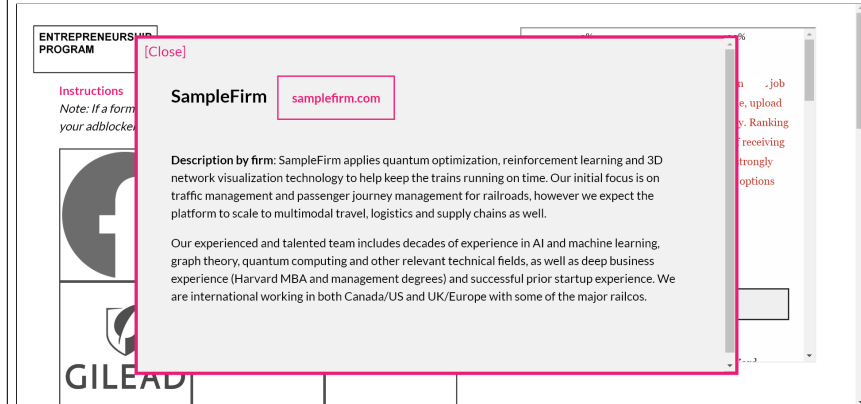 ENTREPRENEURSHIP
PROGRAM
Instructions
Note: If a form
your adblocke
[Close]
SampleFirm
samplefirm.com
Description by firm: SampleFirm applies quantum optimization, reinforcement learning and 3D
network visualization technology to help keep the trains running on time. Our initial focus is on
traffic management and passenger journey management for railroads, however we expect the
platform to scale to multimodal travel, logistics and supply chains as well.
Our experienced and talented team includes decades of experience in AI and machine learning,
graph theory, quantum computing and other relevant technical fields, as well as deep business
experience (Harvard MBA and management degrees) and successful prior startup experience. We
are international working in both Canada/US and UK/Europe with some of the major railcos.
job
e, upload
y. Ranking
receiving
trongly
options
GILEAD